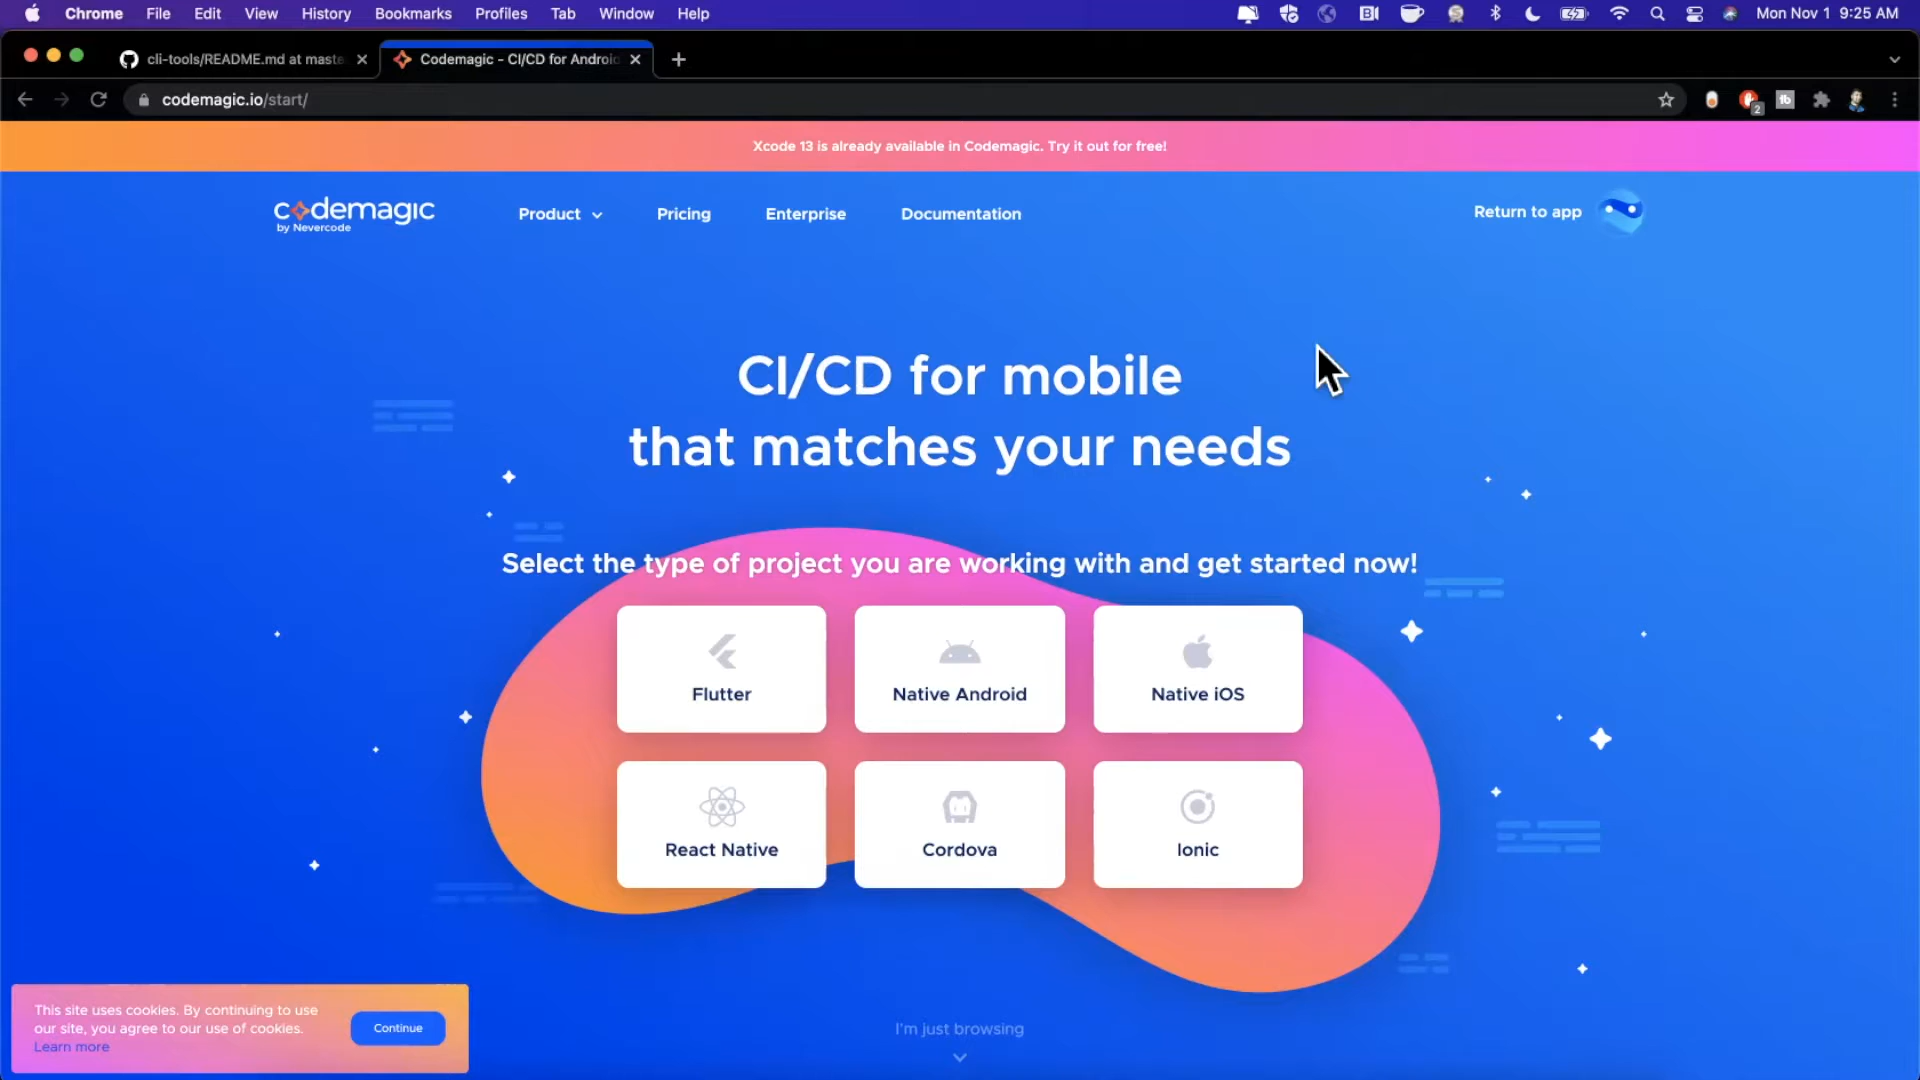 Chrome File Edit View History Bookmarks Profiles Tab Window Help Mon Nov 1 9:25 AM
cli-tools/README.md at maste Codemagic - CI/CD for Android
codemagic.io/start/
2
Xcode 13 is already available in Codemagic. Try it out for free!
codemagic
by Nevercode
Product Pricing Enterprise Documentation Return to app
CI/CD for mobile
that matches your needs
Select the type of project you are working with and get started now!
Flutter Native Android Native iOS
React Native Cordova Ionic
This site uses cookies. By continuing to use
our site, you agree to our use of cookies.
Learn more
Continue
I'm just browsing